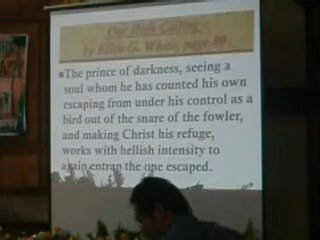 Our High Calling
by Ellen G. White, page
The prince of darkness, seeing a
soul whom he has counted his own
escaping from under his control as a
bird out of the snare of the fowler,
and making Christ his refuge,
works with hellish intensity to
again entrap the one escaped.